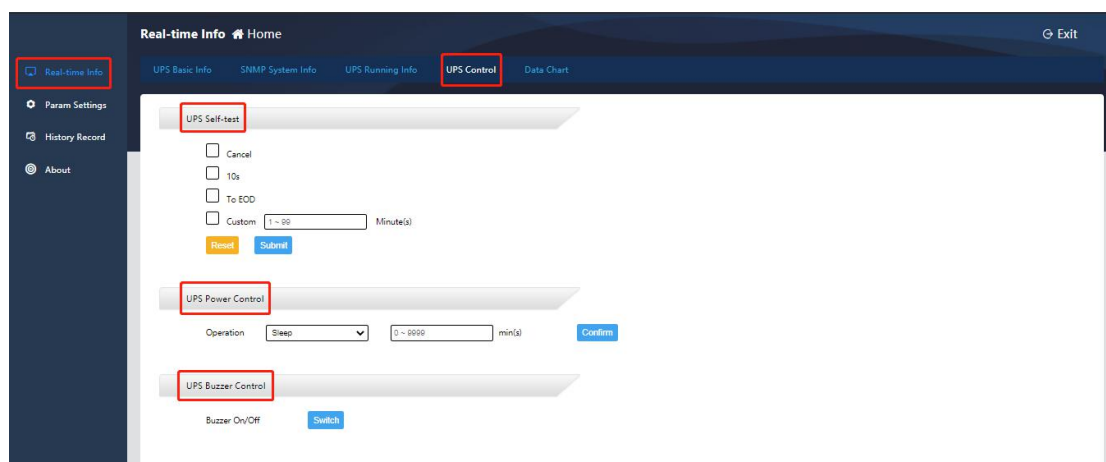 Real-time Info Home Exit
Real-time Info
Param Settings
History Record
About
UPS Basic Info SNMP System Info UPS Running Info UPS Control Data Chart
UPS Self-test
Cancel
10s
To EOD
Custom 1 ~ 99 Minute(s)
Reset Submit
UPS Power Control
Operation Sleep 0 ~ 9999 min(s) Confirm
UPS Buzzer Control
Buzzer On/Off Switch